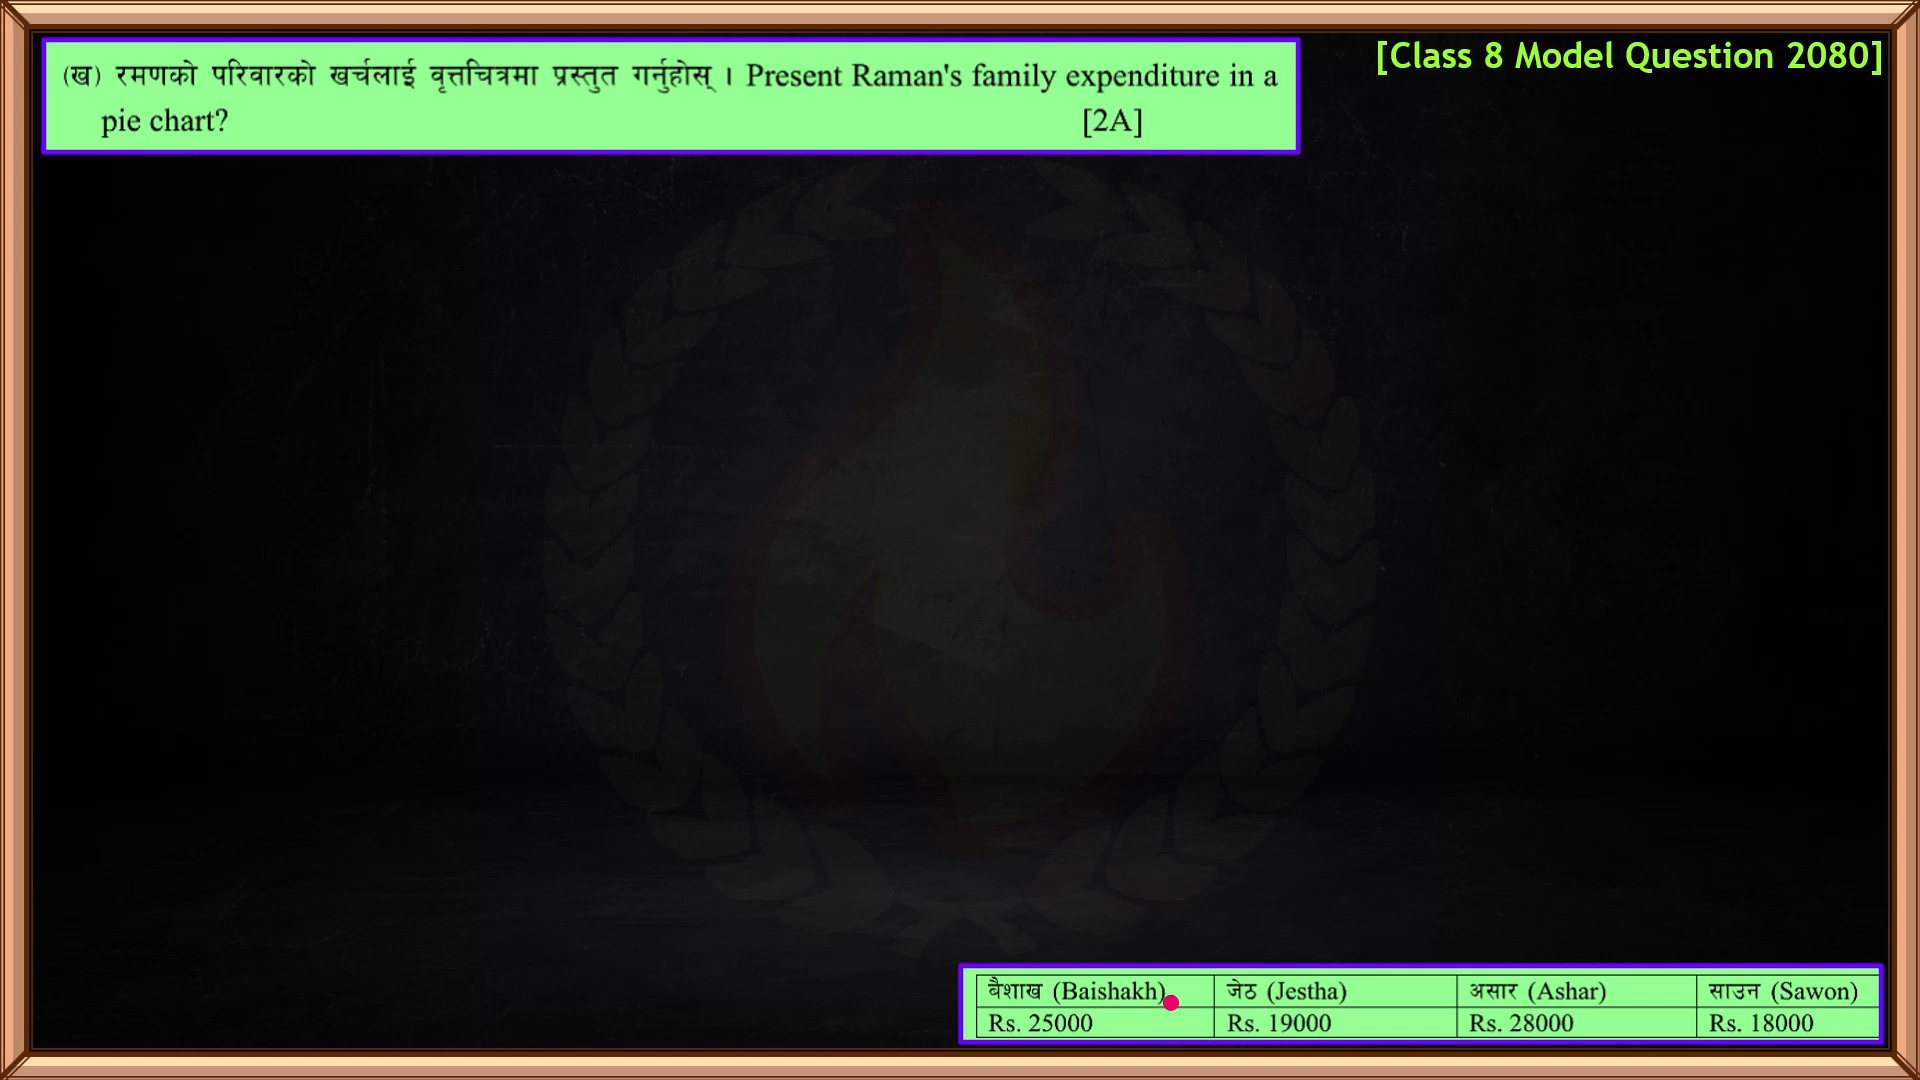 [Class 8 Model Question 2080]
(ख) रमणको परिवारको खर्चलाई वृत्तचित्रमा प्रस्तुत गर्नुहोस् । Present Raman's family expenditure in a
pie chart? [2A]
बैशाख (Baishakh) जेठ (Jestha) असार (Ashar) साउन (Sawon)
Rs. 25000 Rs. 19000 Rs. 28000 Rs. 18000